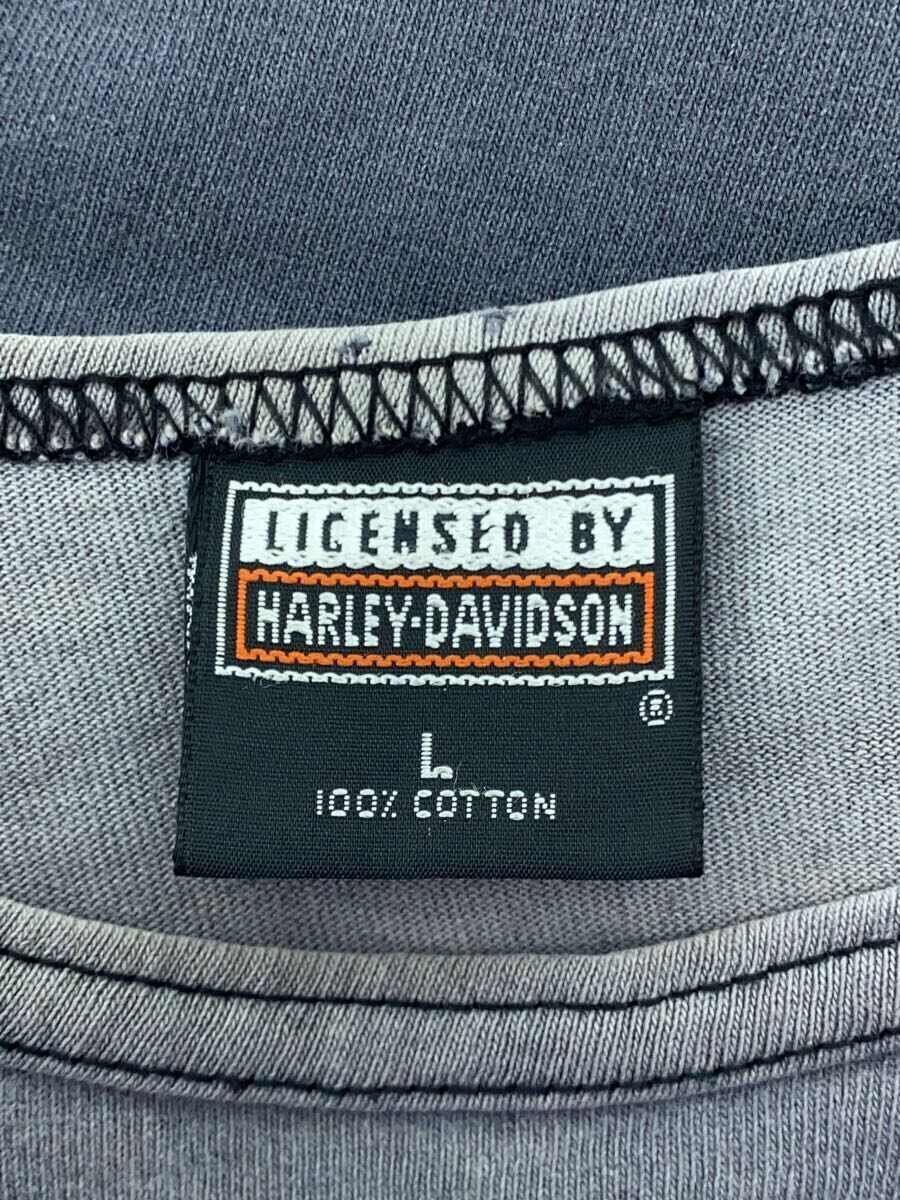 LICENSED BY
HARLEY-DAVIDSON
®
L
100% COTTON